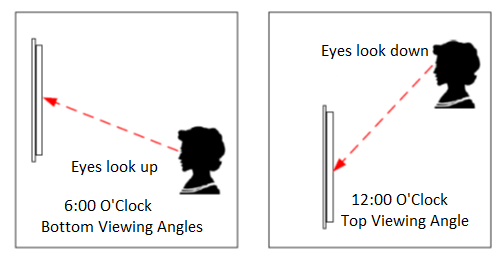 Eyes look up
6:00 O'Clock
Bottom Viewing Angles
Eyes look down
12:00 O'Clock
Top Viewing Angle